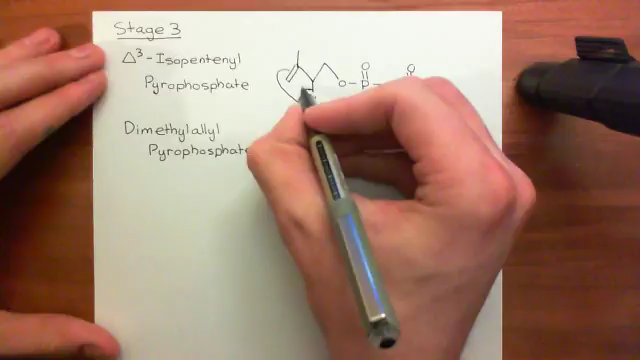 Stage 3
Δ³-Isopentenyl
Pyrophosphate
O O
O-P-
Dimethylallyl
Pyrophosphate